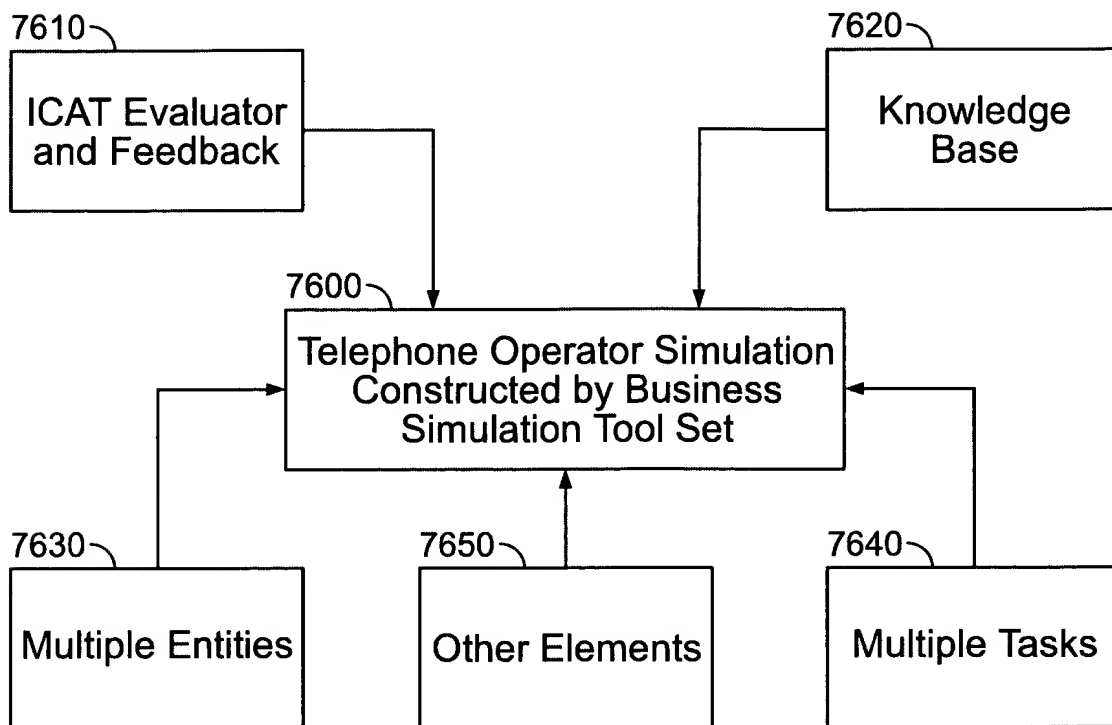 7610
ICAT Evaluator
and Feedback
7620
Knowledge
Base
7600
Telephone Operator Simulation
Constructed by Business
Simulation Tool Set
7630
Multiple Entities
7650
Other Elements
7640
Multiple Tasks